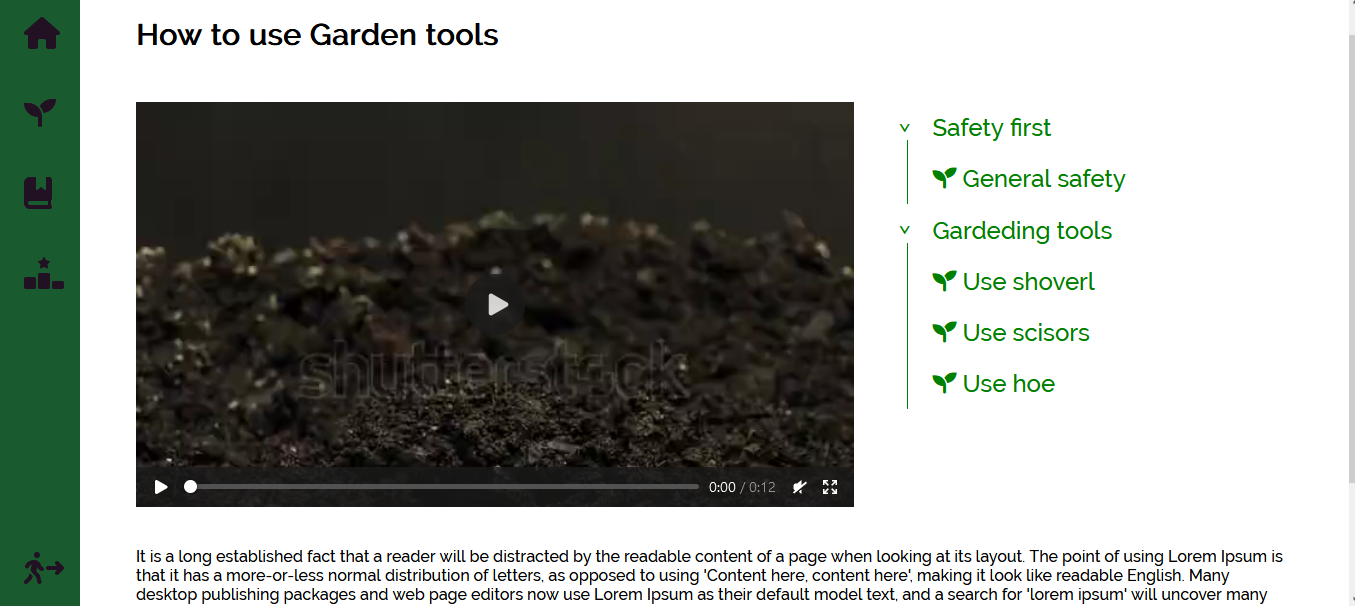 How to use Garden tools
shutterstock
0:00 / 0:12
Safety first
General safety
Gardeding tools
Use shoverl
Use scisors
Use hoe
It is a long established fact that a reader will be distracted by the readable content of a page when looking at its layout. The point of using Lorem Ipsum is
that it has a more-or-less normal distribution of letters, as opposed to using 'Content here, content here', making it look like readable English. Many
desktop publishing packages and web page editors now use Lorem Ipsum as their default model text, and a search for 'lorem ipsum' will uncover many